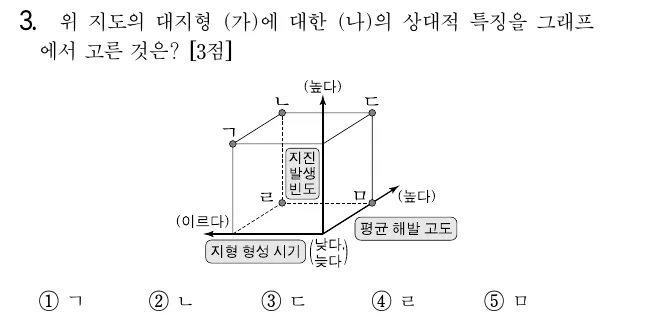 3. 위 지도의 대지형 (가)에 대한 (나)의 상대적 특징을 그래프
에서 고른 것은? [3점]
(높다)
ㄴ ㄷ
ㄱ
지진
발생
빈도
ㄹ ㅁ
(높다)
(이르다)
평균 해발 고도
지형 형성 시기
(낮다,
늦다)
① ㄱ ② ㄴ ③ ㄷ ④ ㄹ ⑤ ㅁ